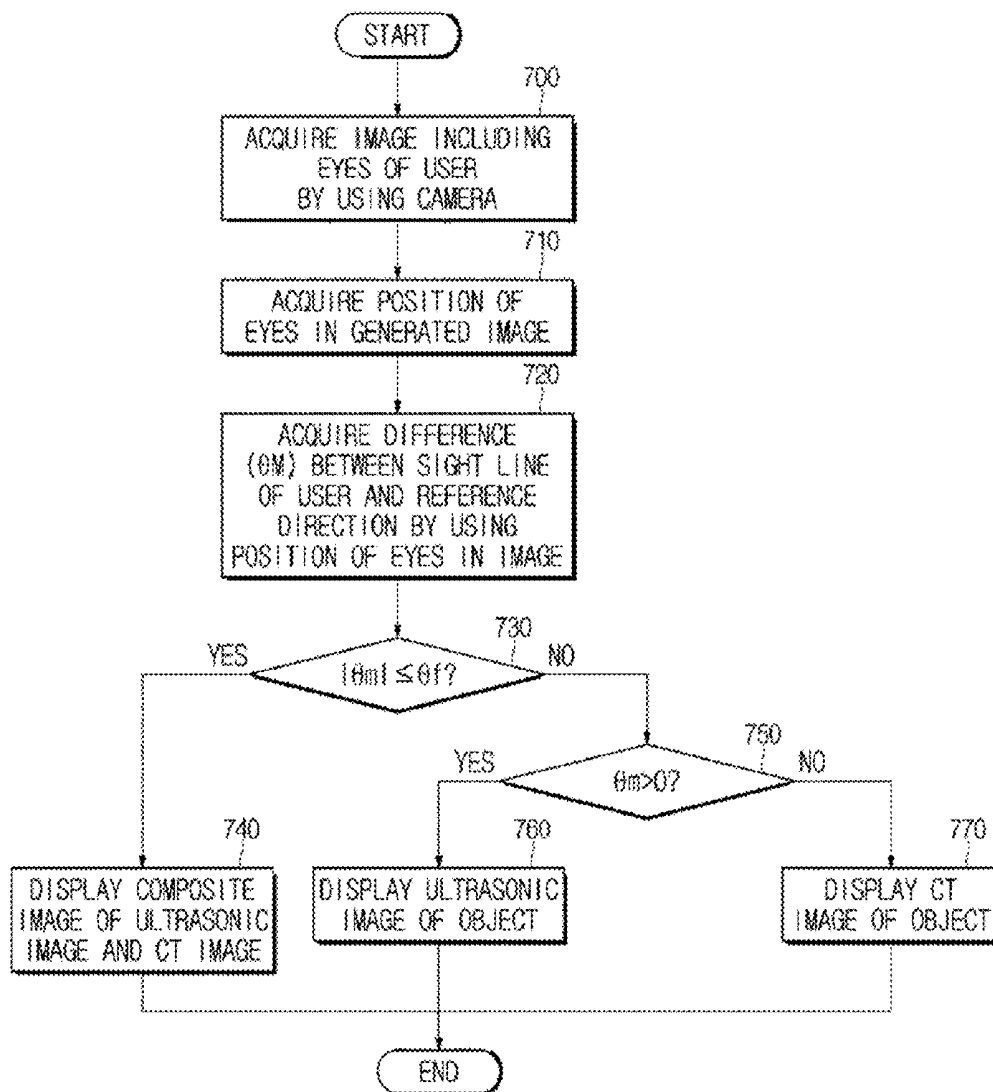 START
700
ACQUIRE IMAGE INCLUDING
EYES OF USER
BY USING CAMERA
710
ACQUIRE POSITION OF
EYES IN GENERATED IMAGE
720
ACQUIRE DIFFERENCE
(θM) BETWEEN SIGHT LINE
OF USER AND REFERENCE
DIRECTION BY USING
POSITION OF EYES IN IMAGE
730
YES
NO
|θm| ≤ θf?
750
YES
NO
θm>0?
740
DISPLAY COMPOSITE
IMAGE OF ULTRASONIC
IMAGE AND CT IMAGE
760
DISPLAY ULTRASONIC
IMAGE OF OBJECT
770
DISPLAY CT
IMAGE OF OBJECT
END